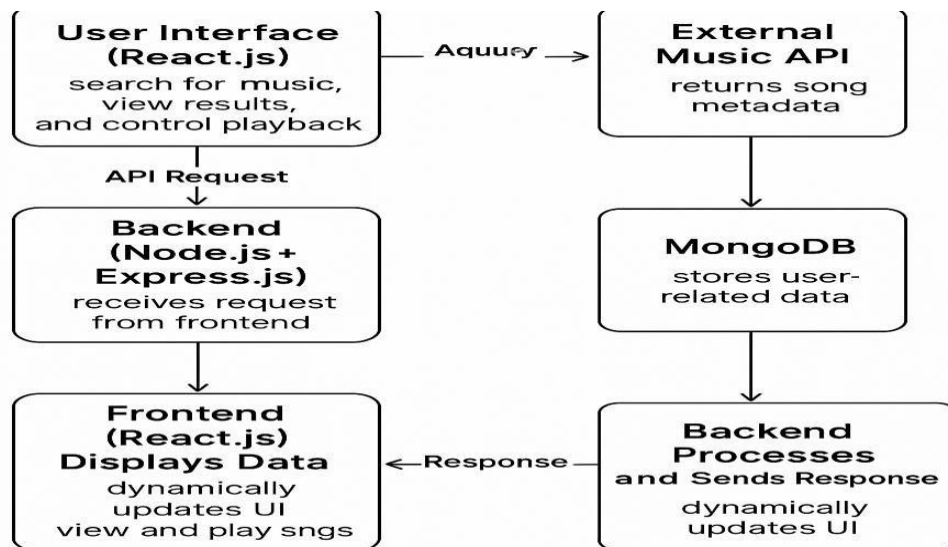 User Interface
(React.js)
search for music,
view results,
and control playback
Aquuәy
External
Music API
returns song
metadata
API Request
Backend
(Node.js+
Express.js)
receives request
from frontend
MongoDB
stores user-
related data
Frontend
(React.js)
Displays Data
dynamically
updates UI
view and play sngs
Response
Backend
Processes
and Sends Response
dynamically
updates UI